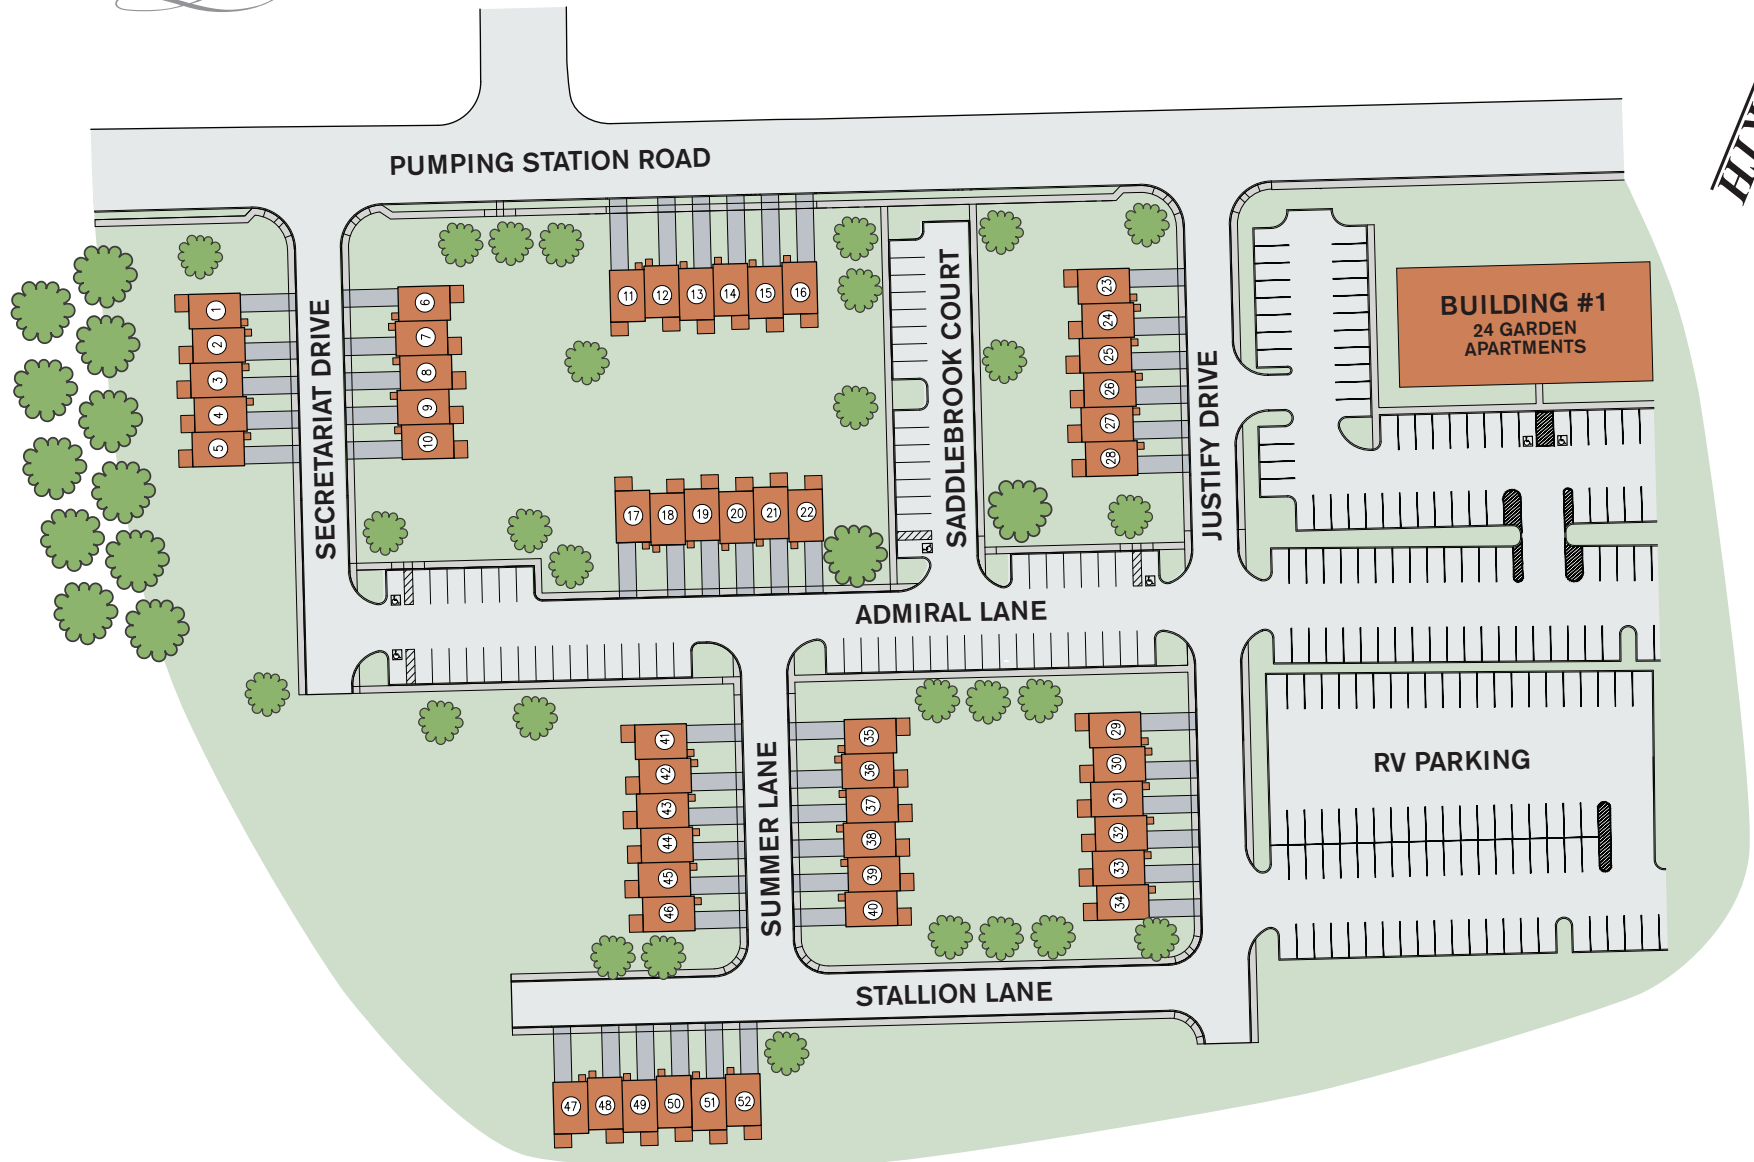 PUMPING STATION ROAD
SECRETARIAT DRIVE
SADDLEBROOK COURT
JUSTIFY DRIVE
BUILDING #1
24 GARDEN
APARTMENTS
ADMIRAL LANE
SUMMER LANE
RV PARKING
STALLION LANE
1
2
3
4
5
6
7
8
9
10
11 12 13 14 15 16
17 18 19 20 21 22
23
24
25
26
27
28
29
30
31
32
33
34
35
36
37
38
39
40
41
42
43
44
45
46
47 48 49 50 51 52